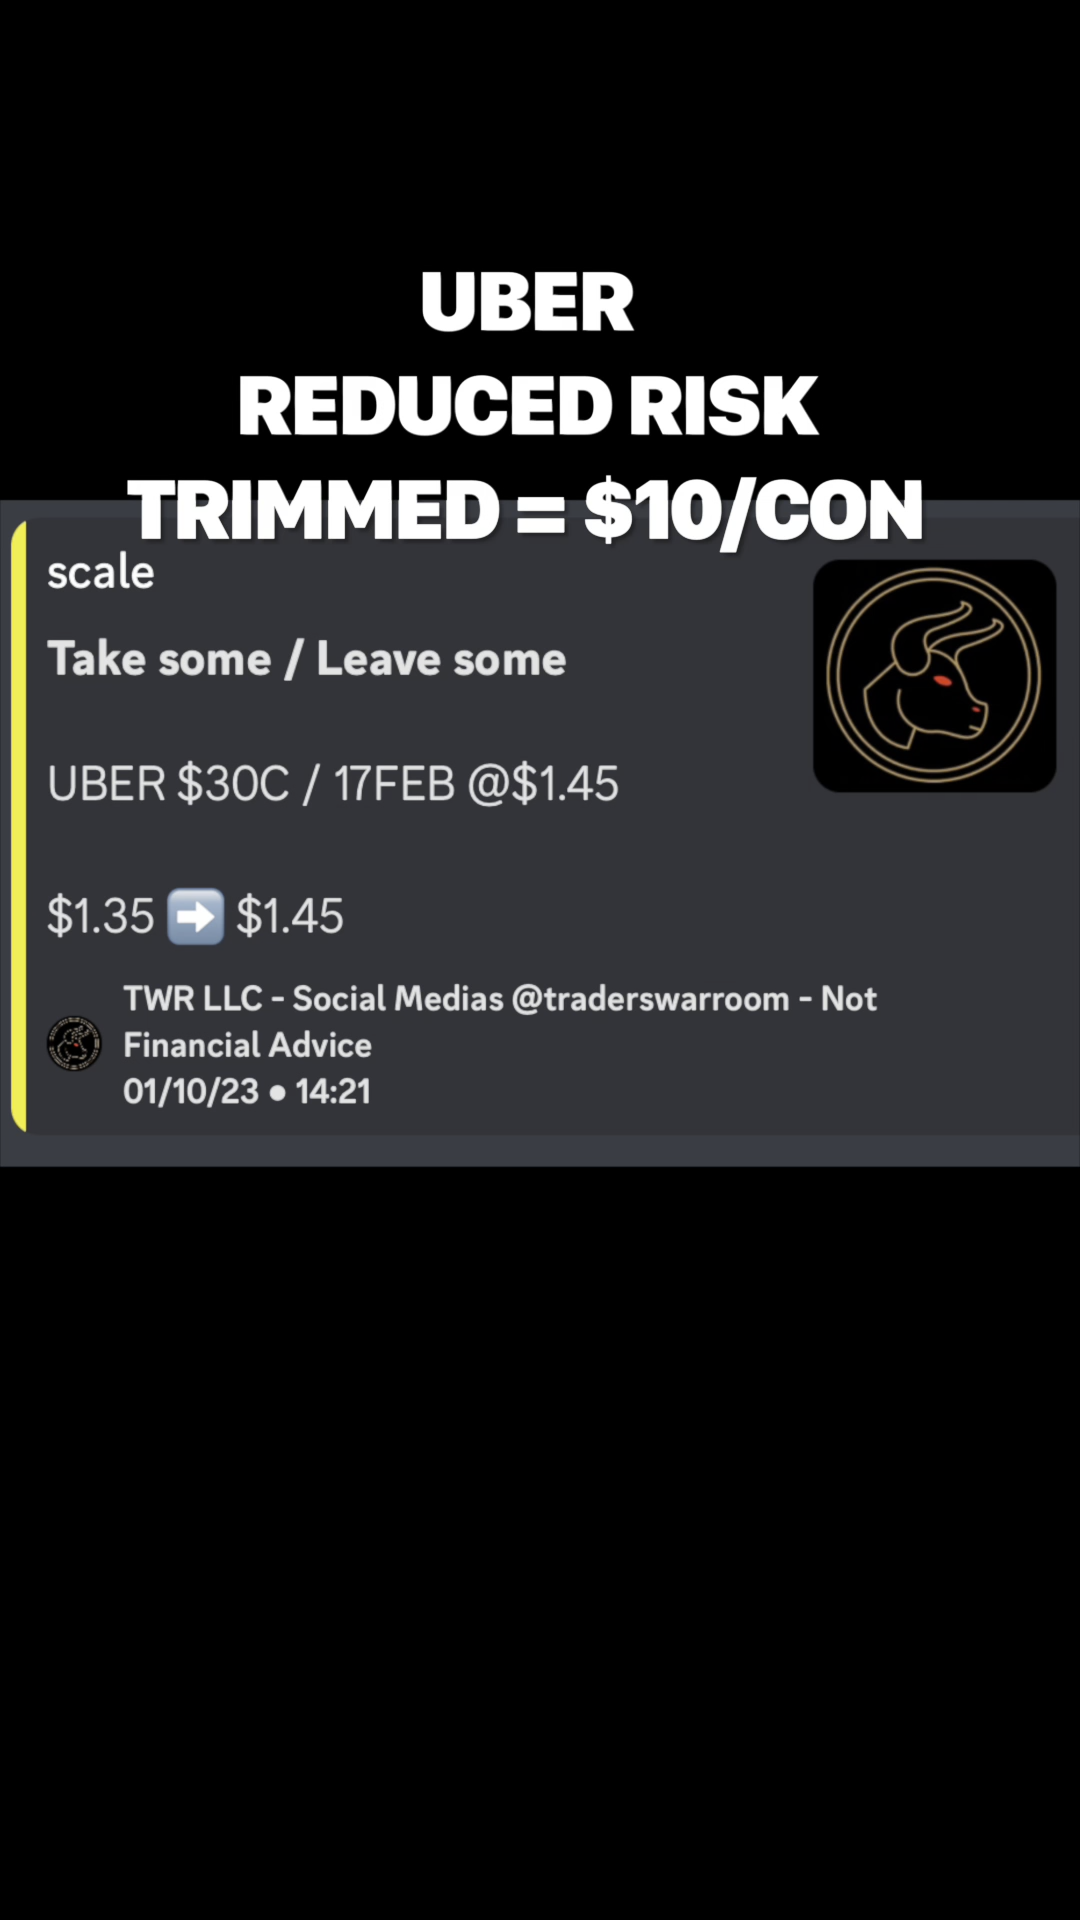 UBER
REDUCED RISK
TRIMMED = $10/CON
scale
Take some / Leave some
UBER $30C / 17FEB @$1.45
$1.35 ➡️ $1.45
TWR LLC - Social Medias @traderswarroom - Not
Financial Advice
01/10/23 • 14:21